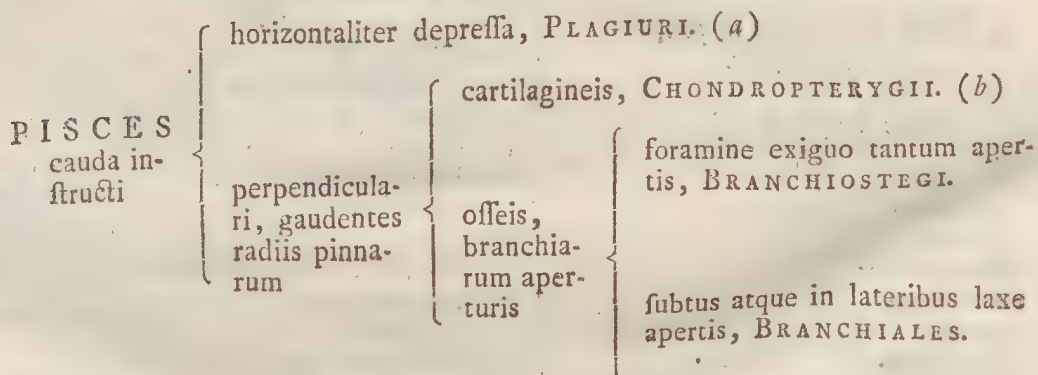 horizontaliter depreſſa, PLAGIURI. (a)
cartilagineis, CHONDROPTERYGII. (b)
PISCES
cauda in-
ſtructi
perpendicula-
ri, gaudentes
radiis pinna-
rum
oſſeis,
branchia-
rum aper-
turis
foramine exiguo tantum aper-
tis, BRANCHIOSTEGI.
ſubtus atque in lateribus laxe
apertis, BRANCHIALES.